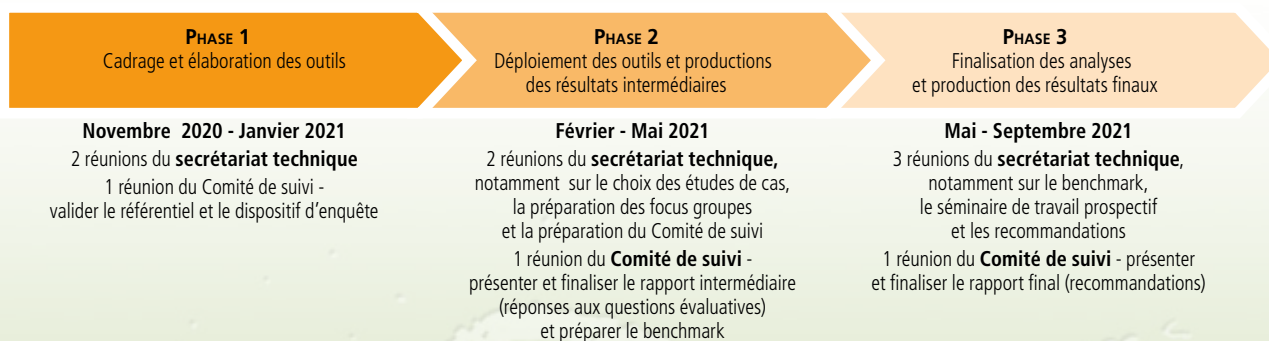 PHASE 1
Cadrage et élaboration des outils
Novembre 2020 - Janvier 2021
2 réunions du secrétariat technique
1 réunion du Comité de suivi -
valider le référentiel et le dispositif d'enquête
PHASE 2
Déploiement des outils et productions
des résultats intermédiaires
Février - Mai 2021
2 réunions du secrétariat technique,
notamment sur le choix des études de cas,
la préparation des focus groupes
et la préparation du Comité de suivi
1 réunion du Comité de suivi -
présenter et finaliser le rapport intermédiaire
(réponses aux questions évaluatives)
et préparer le benchmark
PHASE 3
Finalisation des analyses
et production des résultats finaux
Mai - Septembre 2021
3 réunions du secrétariat technique,
notamment sur le benchmark,
le séminaire de travail prospectif
et les recommandations
1 réunion du Comité de suivi - présenter
et finaliser le rapport final (recommandations)